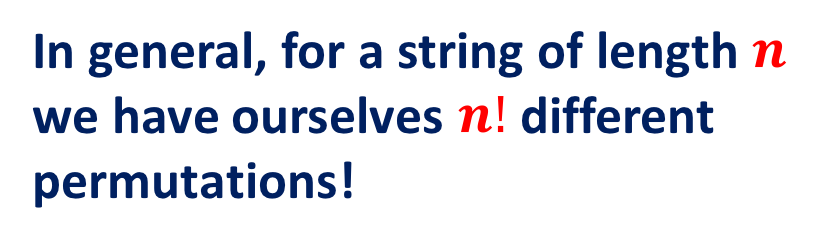 In general, for a string of length n
we have ourselves n! different
permutations!